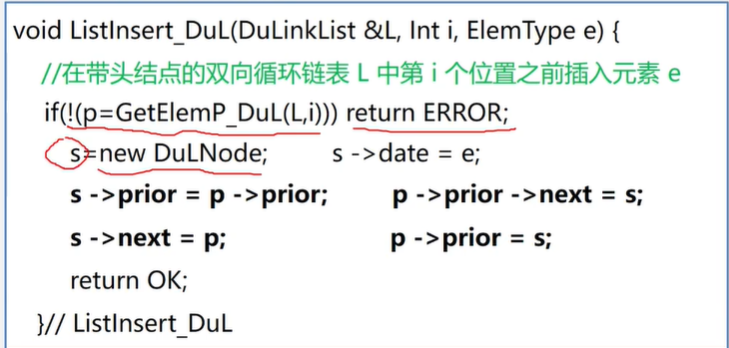 void ListInsert_DuL(DuLinkList &L, Int i, ElemType e) {
//在带头结点的双向循环链表 L 中第 i 个位置之前插入元素 e
if(!(p=GetElemP_DuL(L,i))) return ERROR;
s=new DuLNode; s ->date = e;
s ->prior = p ->prior; p ->prior ->next = s;
s ->next = p; p ->prior = s;
return OK;
}// ListInsert_DuL